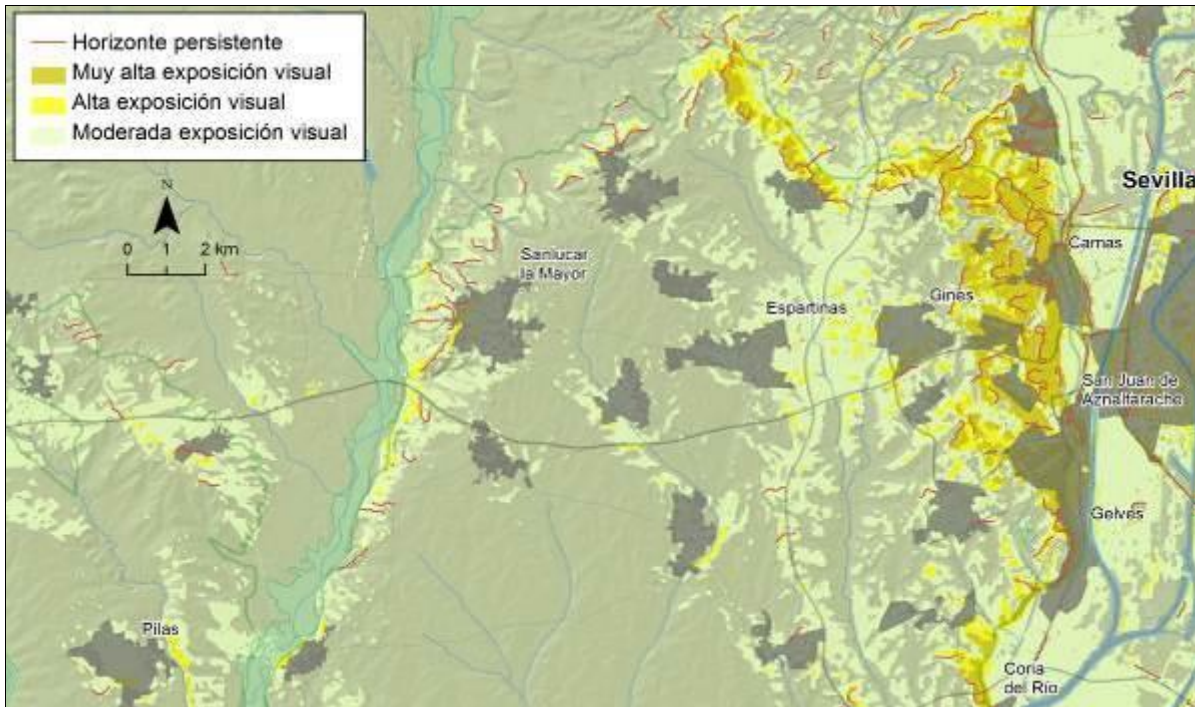 Horizonte persistente
Muy alta exposición visual
Alta exposición visual
Moderada exposición visual
N
0 1 2 km
Sevilla
Camas
Sanlucar
la Mayor
Espartinas
Gines
San Juan de
Aznalfarache
Gelves
Pilas
Coria
del Río